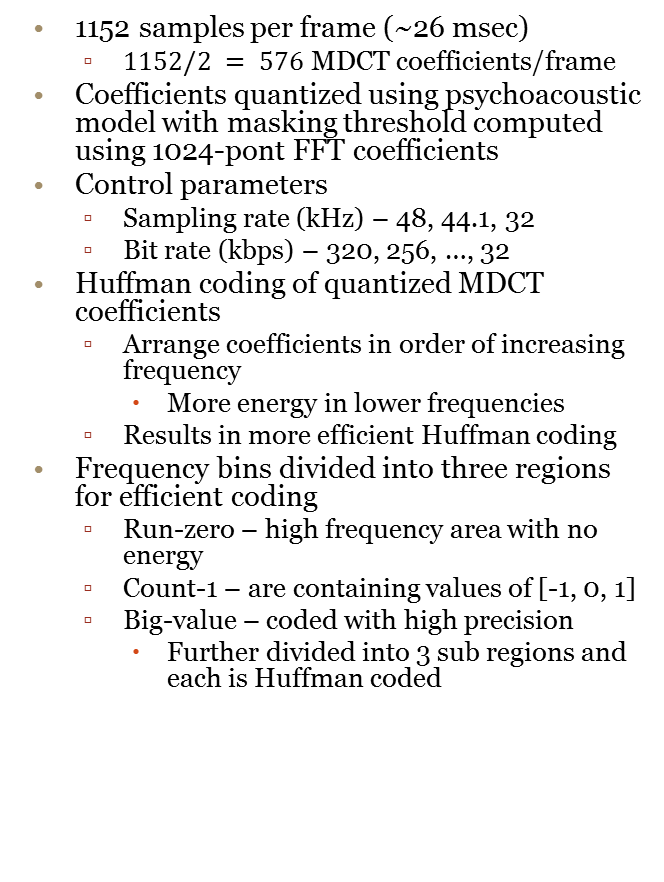 • 1152 samples per frame (~26 msec)
▫ 1152/2 = 576 MDCT coefficients/frame
• Coefficients quantized using psychoacoustic
model with masking threshold computed
using 1024-pont FFT coefficients
• Control parameters
▫ Sampling rate (kHz) – 48, 44.1, 32
▫ Bit rate (kbps) – 320, 256, …, 32
• Huffman coding of quantized MDCT
coefficients
▫ Arrange coefficients in order of increasing
frequency
• More energy in lower frequencies
▫ Results in more efficient Huffman coding
• Frequency bins divided into three regions
for efficient coding
▫ Run-zero – high frequency area with no
energy
▫ Count-1 – are containing values of [-1, 0, 1]
▫ Big-value – coded with high precision
• Further divided into 3 sub regions and
each is Huffman coded